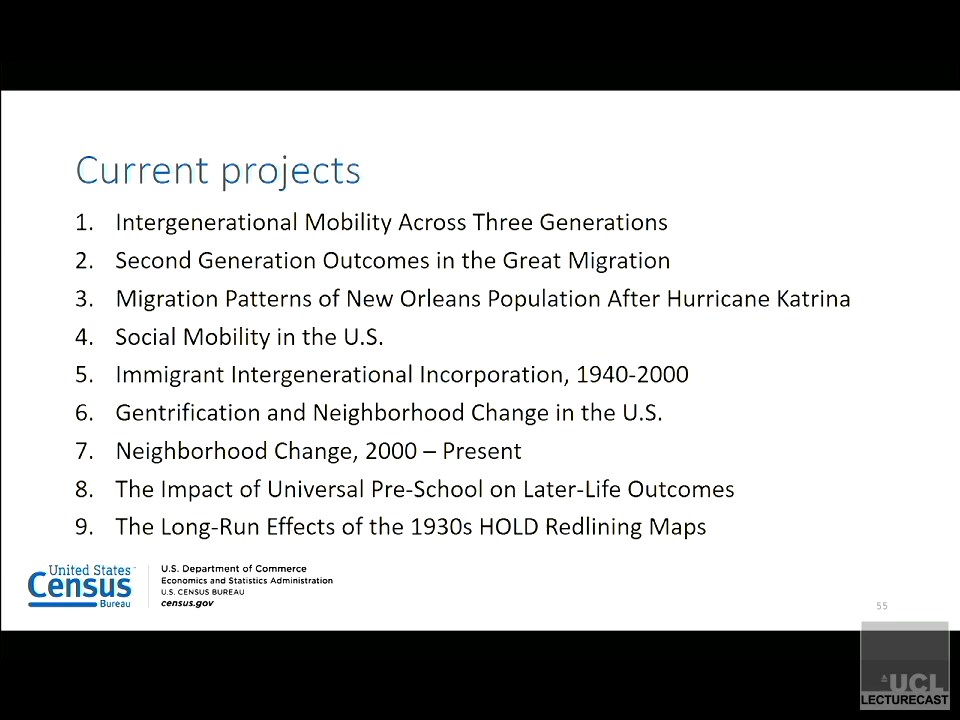 Current projects
1. Intergenerational Mobility Across Three Generations
2. Second Generation Outcomes in the Great Migration
3. Migration Patterns of New Orleans Population After Hurricane Katrina
4. Social Mobility in the U.S.
5. Immigrant Intergenerational Incorporation, 1940-2000
6. Gentrification and Neighborhood Change in the U.S.
7. Neighborhood Change, 2000 – Present
8. The Impact of Universal Pre-School on Later-Life Outcomes
9. The Long-Run Effects of the 1930s HOLD Redlining Maps
United States
Census
Bureau
U.S. Department of Commerce
Economics and Statistics Administration
U.S. CENSUS BUREAU
census.gov
55
UCL
LECTURECAST